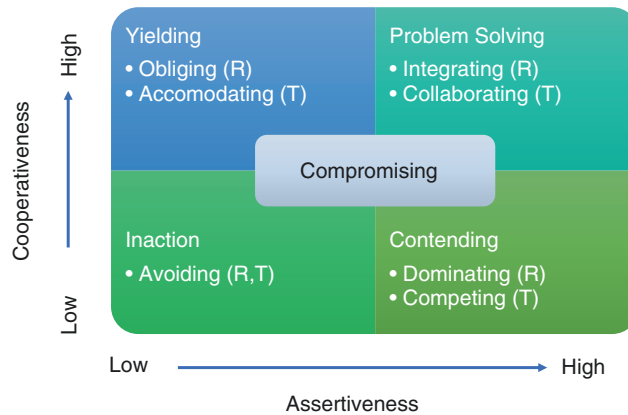 Yielding
• Obliging (R)
• Accomodating (T)
Problem Solving
• Integrating (R)
• Collaborating (T)
Compromising
Inaction
• Avoiding (R,T)
Contending
• Dominating (R)
• Competing (T)
High
Cooperativeness
Low
Low
High
Assertiveness